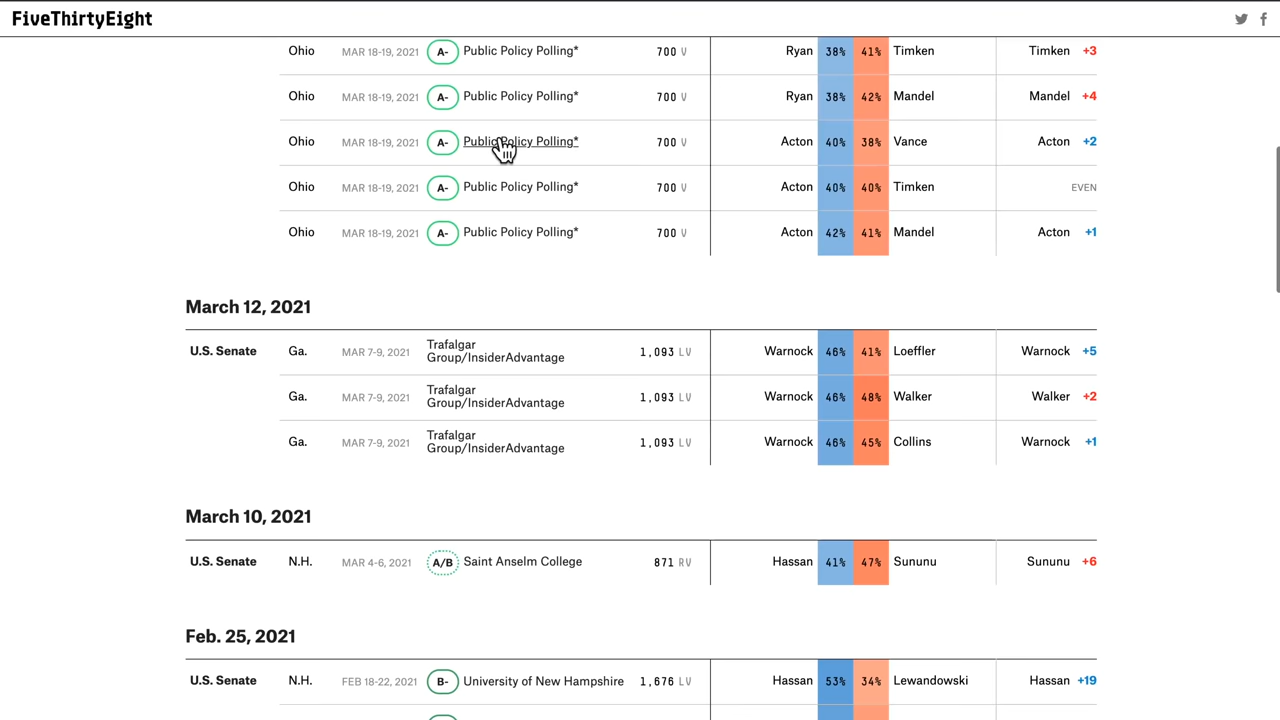 FiveThirtyEight
Ohio MAR 18-19, 2021 A- Public Policy Polling* 700 V Ryan 38% 41% Timken Timken +3
Ohio MAR 18-19, 2021 A- Public Policy Polling* 700 V Ryan 38% 42% Mandel Mandel +4
Ohio MAR 18-19, 2021 A- Public Policy Polling* 700 V Acton 40% 38% Vance Acton +2
Ohio MAR 18-19, 2021 A- Public Policy Polling* 700 V Acton 40% 40% Timken EVEN
Ohio MAR 18-19, 2021 A- Public Policy Polling* 700 V Acton 42% 41% Mandel Acton +1
March 12, 2021
U.S. Senate Ga. MAR 7-9, 2021 Trafalgar Group/InsiderAdvantage 1,093 LV Warnock 46% 41% Loeffler Warnock +5
Ga. MAR 7-9, 2021 Trafalgar Group/InsiderAdvantage 1,093 LV Warnock 46% 48% Walker Walker +2
Ga. MAR 7-9, 2021 Trafalgar Group/InsiderAdvantage 1,093 LV Warnock 46% 45% Collins Warnock +1
March 10, 2021
U.S. Senate N.H. MAR 4-6, 2021 A/B Saint Anselm College 871 RV Hassan 41% 47% Sununu Sununu +6
Feb. 25, 2021
U.S. Senate N.H. FEB 18-22, 2021 B- University of New Hampshire 1,676 LV Hassan 53% 34% Lewandowski Hassan +19